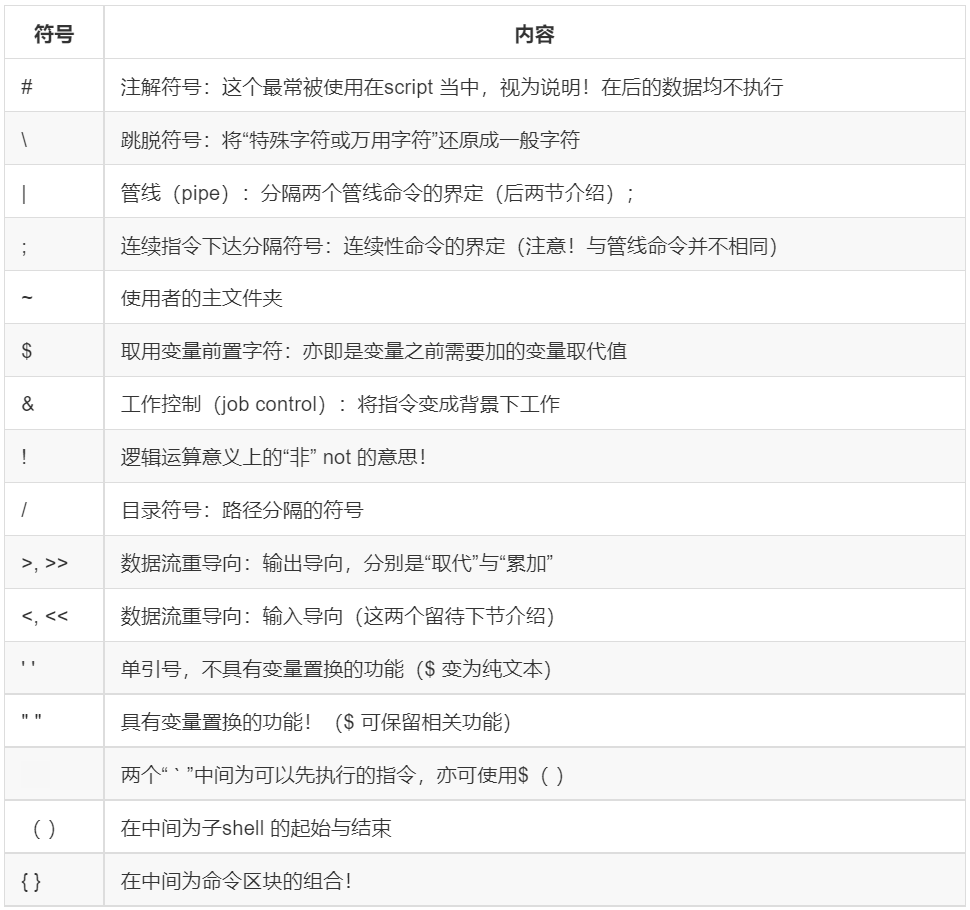 符号 内容
# 注解符号：这个最常被使用在script 当中，视为说明！在后的数据均不执行
\ 跳脱符号：将“特殊字符或万用字符”还原成一般字符
| 管线（pipe）：分隔两个管线命令的界定（后两节介绍）；
; 连续指令下达分隔符号：连续性命令的界定（注意！与管线命令并不相同）
~ 使用者的主文件夹
$ 取用变量前置字符：亦即是变量之前需要加的变量取代值
& 工作控制（job control）：将指令变成背景下工作
! 逻辑运算意义上的“非” not 的意思！
/ 目录符号：路径分隔的符号
>, >> 数据流重导向：输出导向，分别是“取代”与“累加”
<, << 数据流重导向：输入导向（这两个留待下节介绍）
' ' 单引号，不具有变量置换的功能（$ 变为纯文本）
" " 具有变量置换的功能！（$ 可保留相关功能）
两个“ ` ”中间为可以先执行的指令，亦可使用$（ ）
（ ） 在中间为子shell 的起始与结束
{ } 在中间为命令区块的组合！